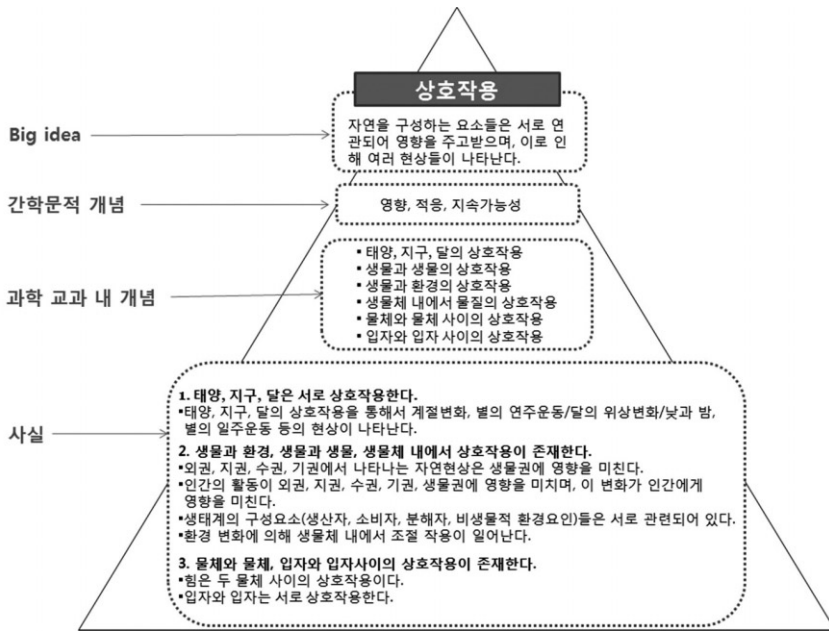 상호작용
Big idea
자연을 구성하는 요소들은 서로 연
관되어 영향을 주고받으며, 이로 인
해 여러 현상들이 나타난다.
간학문적 개념
영향, 적응, 지속가능성
과학 교과 내 개념
▪ 태양, 지구, 달의 상호작용
▪ 생물과 생물의 상호작용
▪ 생물과 환경의 상호작용
▪ 생물체 내에서 물질의 상호작용
▪ 물체와 물체 사이의 상호작용
▪ 입자와 입자 사이의 상호작용
사실
1. 태양, 지구, 달은 서로 상호작용한다.
▪태양, 지구, 달의 상호작용을 통해서 계절변화, 별의 연주운동/달의 위상변화/낮과 밤,
별의 일주운동 등의 현상이 나타난다.
2. 생물과 환경, 생물과 생물, 생물체 내에서 상호작용이 존재한다.
▪외권, 지권, 수권, 기권에서 나타나는 자연현상은 생물권에 영향을 미친다.
▪인간의 활동이 외권, 지권, 수권, 기권, 생물권에 영향을 미치며, 이 변화가 인간에게
영향을 미친다.
▪생태계의 구성요소(생산자, 소비자, 분해자, 비생물적 환경요인)들은 서로 관련되어 있다.
▪환경 변화에 의해 생물체 내에서 조절 작용이 일어난다.
3. 물체와 물체, 입자와 입자사이의 상호작용이 존재한다.
▪힘은 두 물체 사이의 상호작용이다.
▪입자와 입자는 서로 상호작용한다.